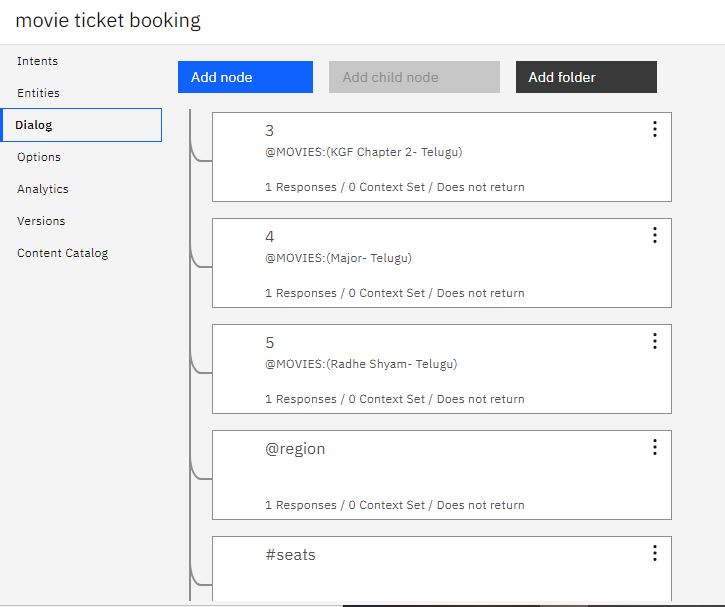 movie ticket booking
Intents
Entities
Dialog
Options
Analytics
Versions
Content Catalog
Add node
Add child node
Add folder
3
@MOVIES:(KGF Chapter 2- Telugu)
1 Responses / 0 Context Set / Does not return
4
@MOVIES:(Major- Telugu)
1 Responses / 0 Context Set / Does not return
5
@MOVIES:(Radhe Shyam- Telugu)
1 Responses / 0 Context Set / Does not return
@region
1 Responses / 0 Context Set / Does not return
#seats